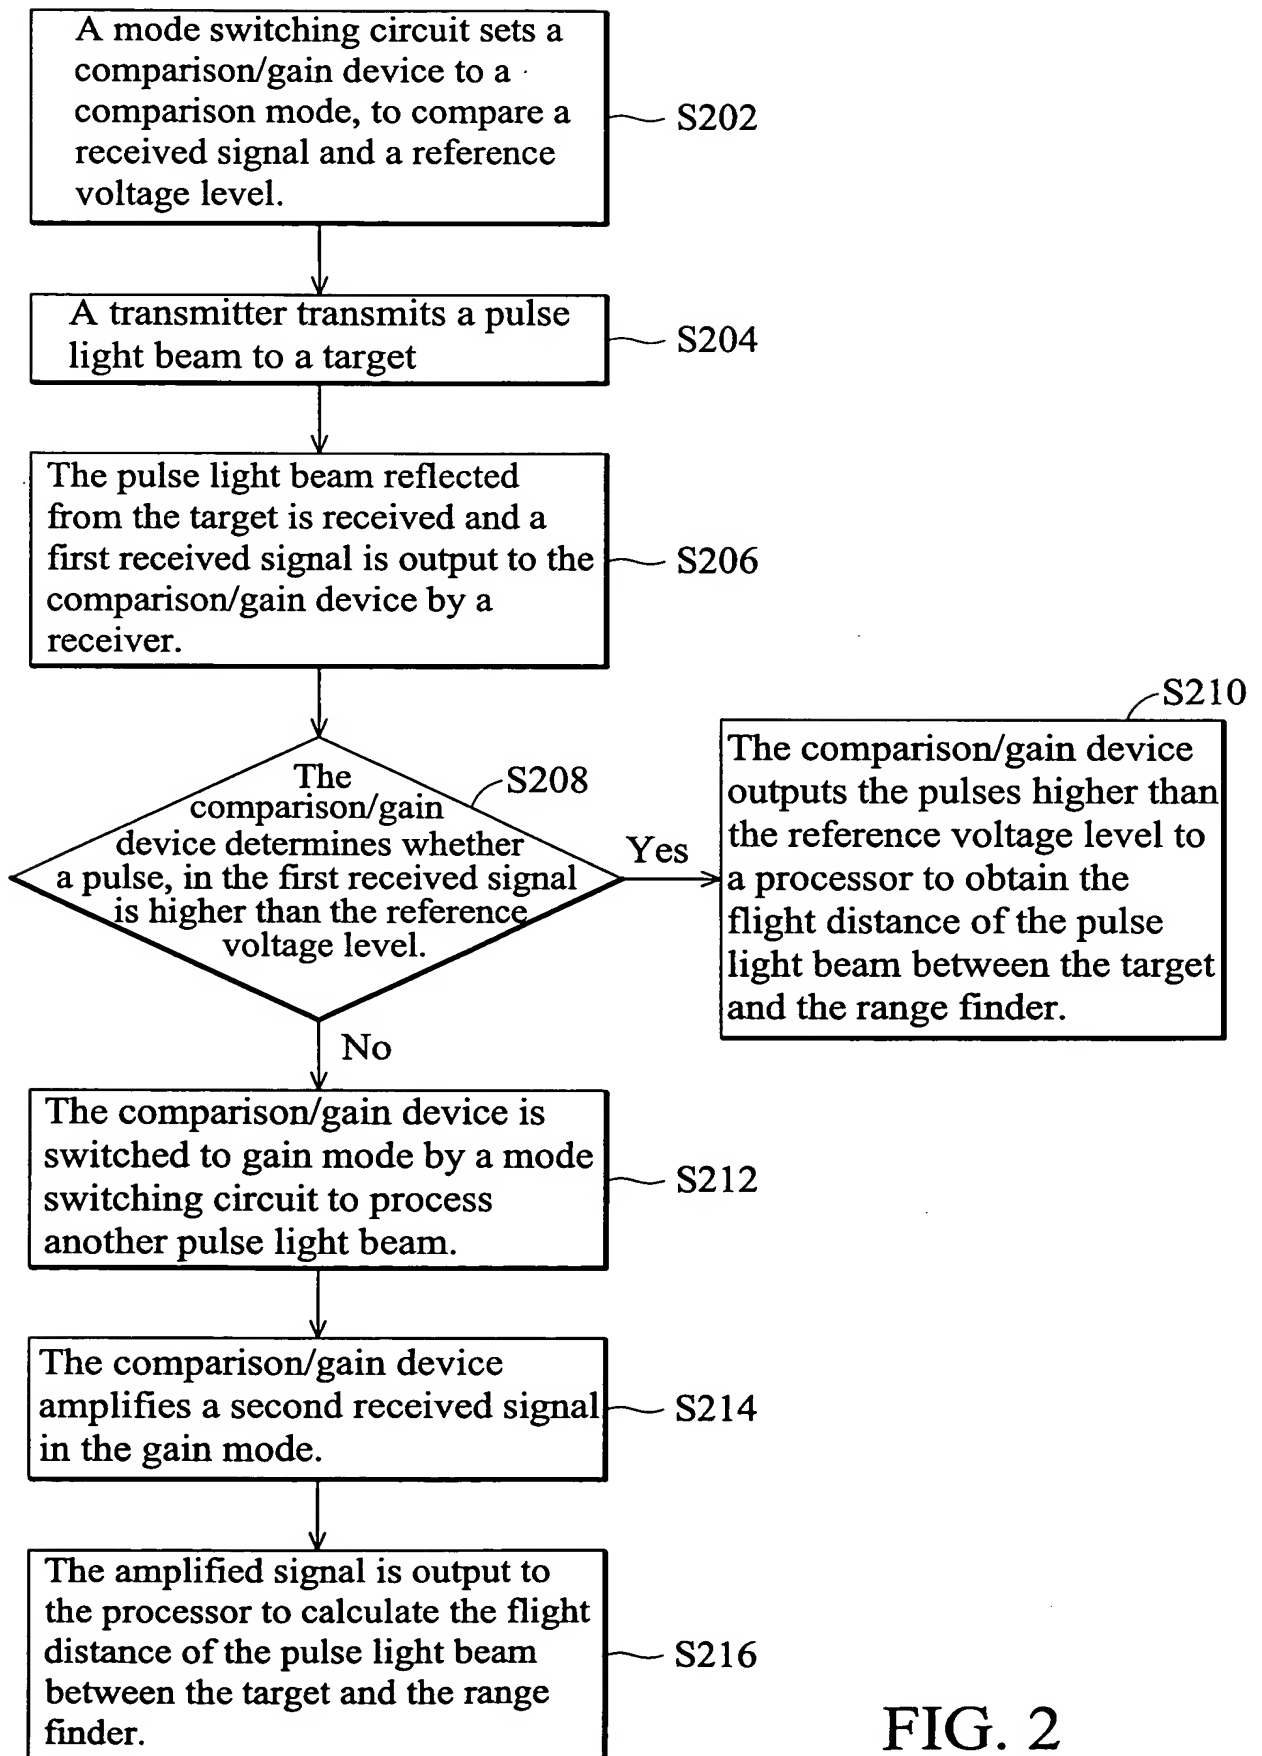 A mode switching circuit sets a
comparison/gain device to a
comparison mode, to compare a
received signal and a reference
voltage level.
S202
A transmitter transmits a pulse
light beam to a target
S204
The pulse light beam reflected
from the target is received and a
first received signal is output to the
comparison/gain device by a
receiver.
S206
The
comparison/gain
device determines whether
a pulse, in the first received signal
is higher than the reference
voltage level.
S208
Yes
S210
The comparison/gain device
outputs the pulses higher than
the reference voltage level to
a processor to obtain the
flight distance of the pulse
light beam between the target
and the range finder.
No
The comparison/gain device is
switched to gain mode by a mode
switching circuit to process
another pulse light beam.
S212
The comparison/gain device
amplifies a second received signal
in the gain mode.
S214
The amplified signal is output to
the processor to calculate the flight
distance of the pulse light beam
between the target and the range
finder.
S216
FIG. 2